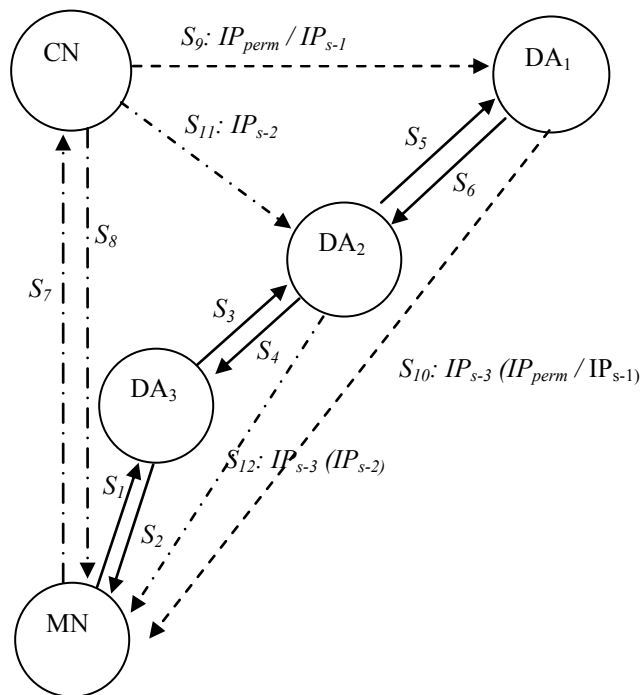 CN
S9: IPperm / IPs-1
DA1
S11: IPs-2
S5
S6
DA2
S8
S7
S3
S4
S10: IPs-3 (IPperm / IPs-1)
DA3
S12: IPs-3 (IPs-2)
S1
S2
MN